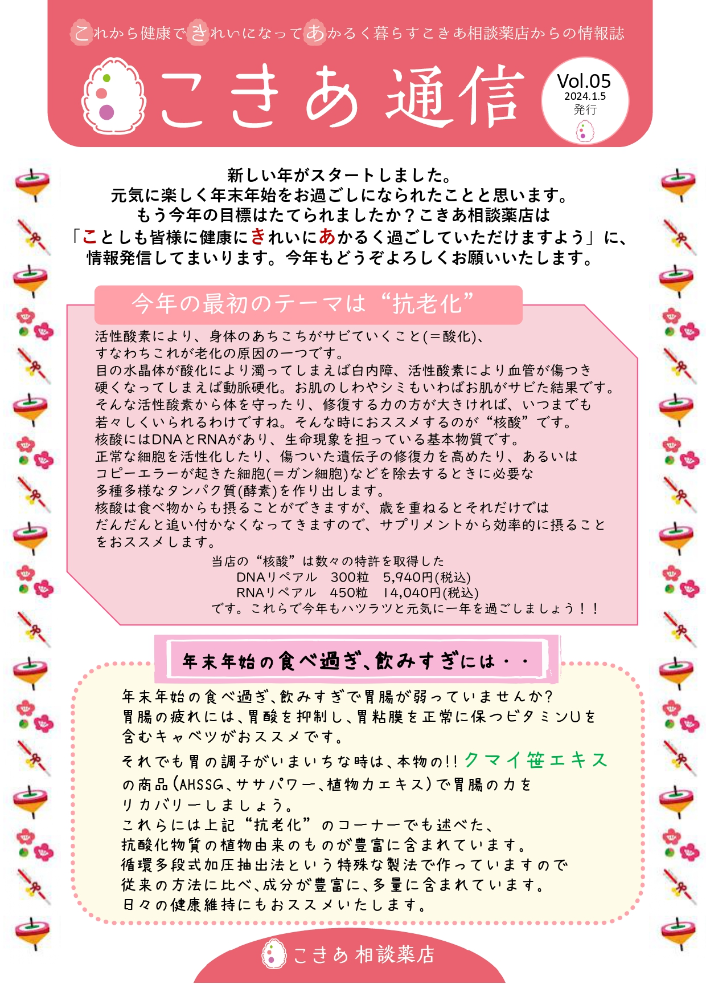 これから健康できれいになってあかるく暮らすこきあ相談薬店からの情報誌
こきあ通信
Vol.05
2024.1.5
発行
新しい年がスタートしました。
元気に楽しく年末年始をお過ごしになられたことと思います。
もう今年の目標はたてられましたか？こきあ相談薬店は
「ことしも皆様に健康にきれいにあかるく過ごしていただけますよう」に、
情報発信してまいります。今年もどうぞよろしくお願いいたします。
今年の最初のテーマは“抗老化”
活性酸素により、身体のあちこちがサビていくこと(＝酸化)、
すなわちこれが老化の原因の一つです。
目の水晶体が酸化により濁ってしまえば白内障、活性酸素により血管が傷つき
硬くなってしまえば動脈硬化。お肌のしわやシミもいわばお肌がサビた結果です。
そんな活性酸素から体を守ったり、修復する力の方が大きければ、いつまでも
若々しくいられるわけですね。そんな時におススメするのが“核酸”です。
核酸にはDNAとRNAがあり、生命現象を担っている基本物質です。
正常な細胞を活性化したり、傷ついた遺伝子の修復力を高めたり、あるいは
コピーエラーが起きた細胞(＝ガン細胞)などを除去するときに必要な
多種多様なタンパク質(酵素)を作り出します。
核酸は食べ物からも摂ることができますが、歳を重ねるとそれだけでは
だんだんと追い付かなくなってきますので、サプリメントから効率的に摂ること
をおススメします。
当店の“核酸”は数々の特許を取得した
DNAリペアル　300粒　5,940円(税込)
RNAリペアル　450粒　14,040円(税込)
です。これらで今年もハツラツと元気に一年を過ごしましょう！！
年末年始の食べ過ぎ、飲みすぎには・・
年末年始の食べ過ぎ、飲みすぎで胃腸が弱っていませんか？
胃腸の疲れには、胃酸を抑制し、胃粘膜を正常に保つビタミンUを
含むキャベツがおススメです。
それでも胃の調子がいまいちな時は、本物の!!クマイ笹エキス
の商品(AHSSG、ササパワー、植物力エキス)で胃腸の力を
リカバリーしましょう。
これらには上記“抗老化”のコーナーでも述べた、
抗酸化物質の植物由来のものが豊富に含まれています。
循環多段式加圧抽出法という特殊な製法で作っていますので
従来の方法に比べ、成分が豊富に、多量に含まれています。
日々の健康維持にもおススメいたします。
こきあ相談薬店